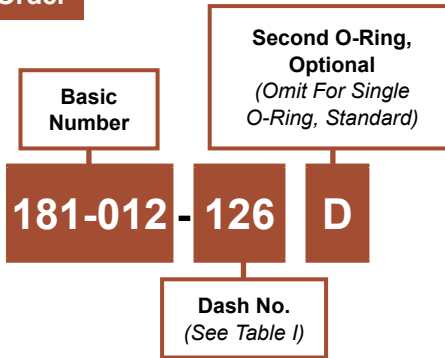 Order
Second O-Ring,
Optional
(Omit For Single
O-Ring, Standard)
Basic
Number
181-012 - 126 D
Dash No.
(See Table I)